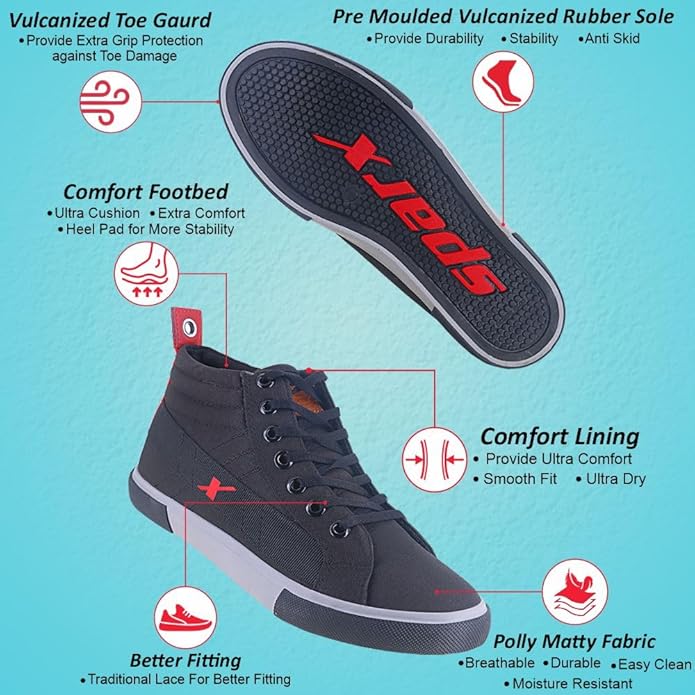 Vulcanized Toe Gaurd
• Provide Extra Grip Protection
against Toe Damage
Pre Moulded Vulcanized Rubber Sole
• Provide Durability • Stability • Anti Skid
sparx
Comfort Footbed
• Ultra Cushion • Extra Comfort
• Heel Pad for More Stability
Comfort Lining
• Provide Ultra Comfort
• Smooth Fit • Ultra Dry
Better Fitting
• Traditional Lace For Better Fitting
Polly Matty Fabric
• Breathable • Durable • Easy Clean
• Moisture Resistant